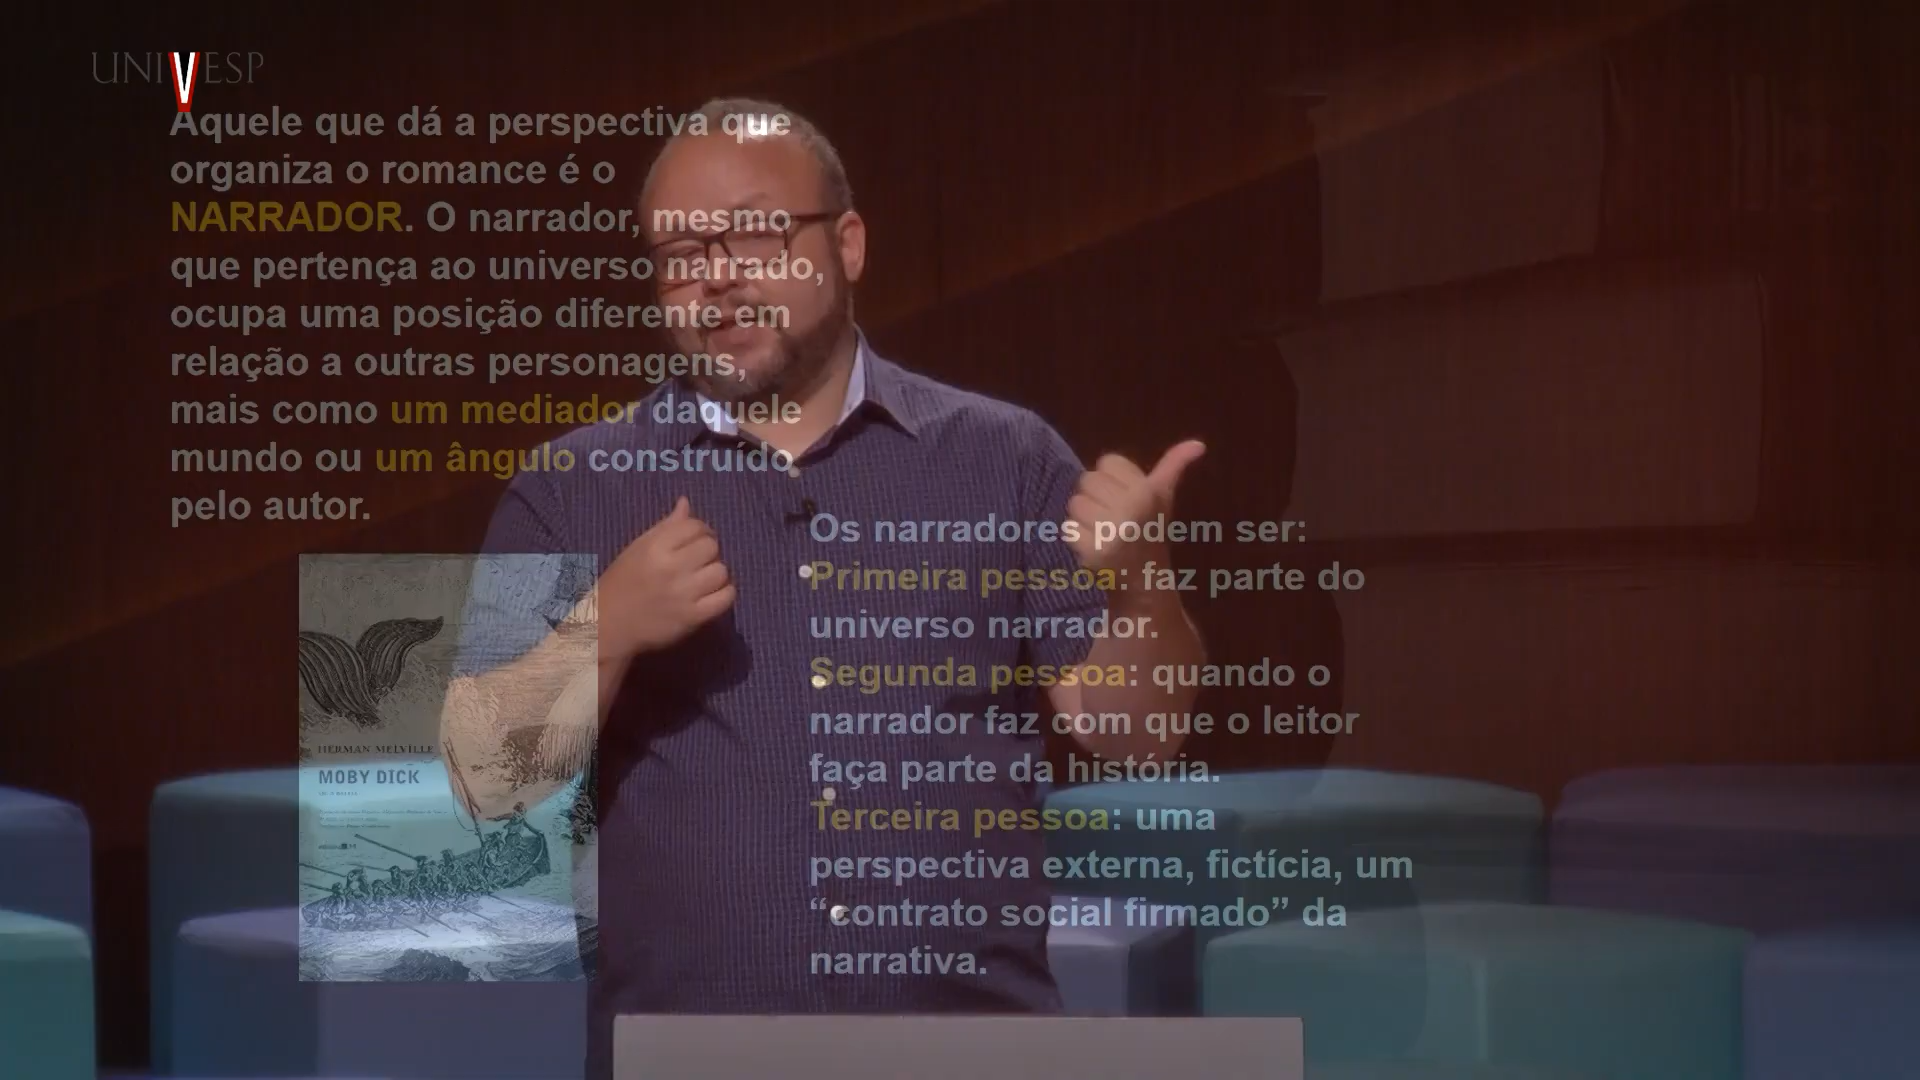 UNIVESP
Aquele que dá a perspectiva que
organiza o romance é o
NARRADOR. O narrador, mesmo
que pertença ao universo narrado,
ocupa uma posição diferente em
relação a outras personagens,
mais como um mediador daquele
mundo ou um ângulo construído
pelo autor.
HERMAN MELVILLE
MOBY DICK
Os narradores podem ser:
Primeira pessoa: faz parte do
universo narrador.
Segunda pessoa: quando o
narrador faz com que o leitor
faça parte da história.
Terceira pessoa: uma
perspectiva externa, fictícia, um
“contrato social firmado” da
narrativa.